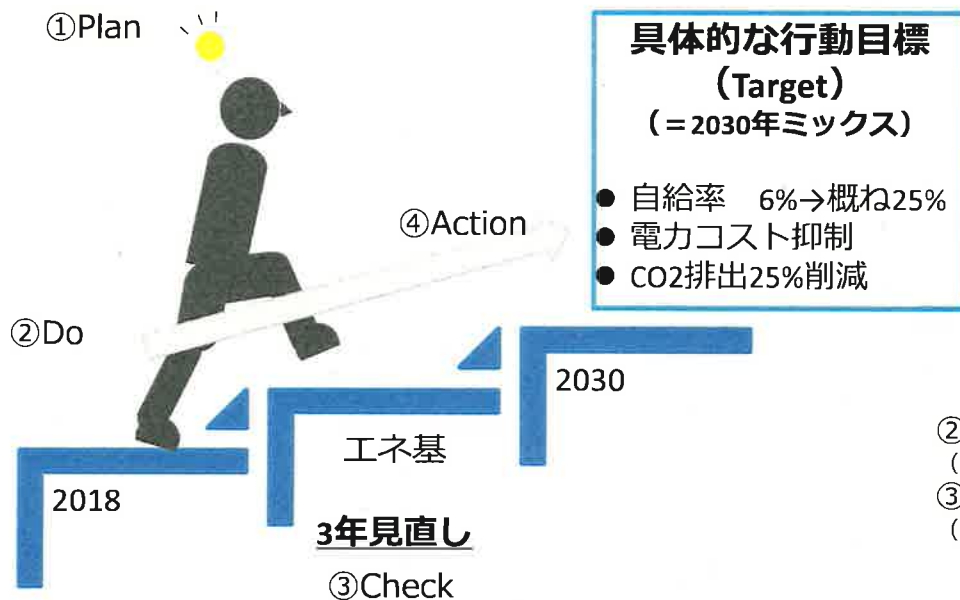 ①Plan
具体的な行動目標
（Target）
（＝2030年ミックス）
● 自給率　6%→概ね25%
● 電力コスト抑制
● CO2排出25%削減
④Action
②Do
2030
エネ基
2018
3年見直し
③Check
②
（
③
（